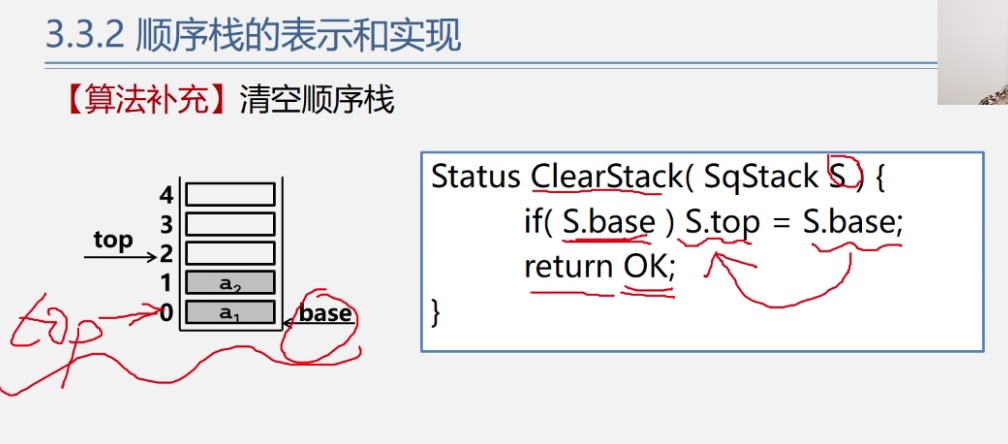 3.3.2 顺序栈的表示和实现
【算法补充】清空顺序栈
4
3
top
2
1 a₂
0 a₁ base
top
Status ClearStack( SqStack S ) {
if( S.base ) S.top = S.base;
return OK;
}